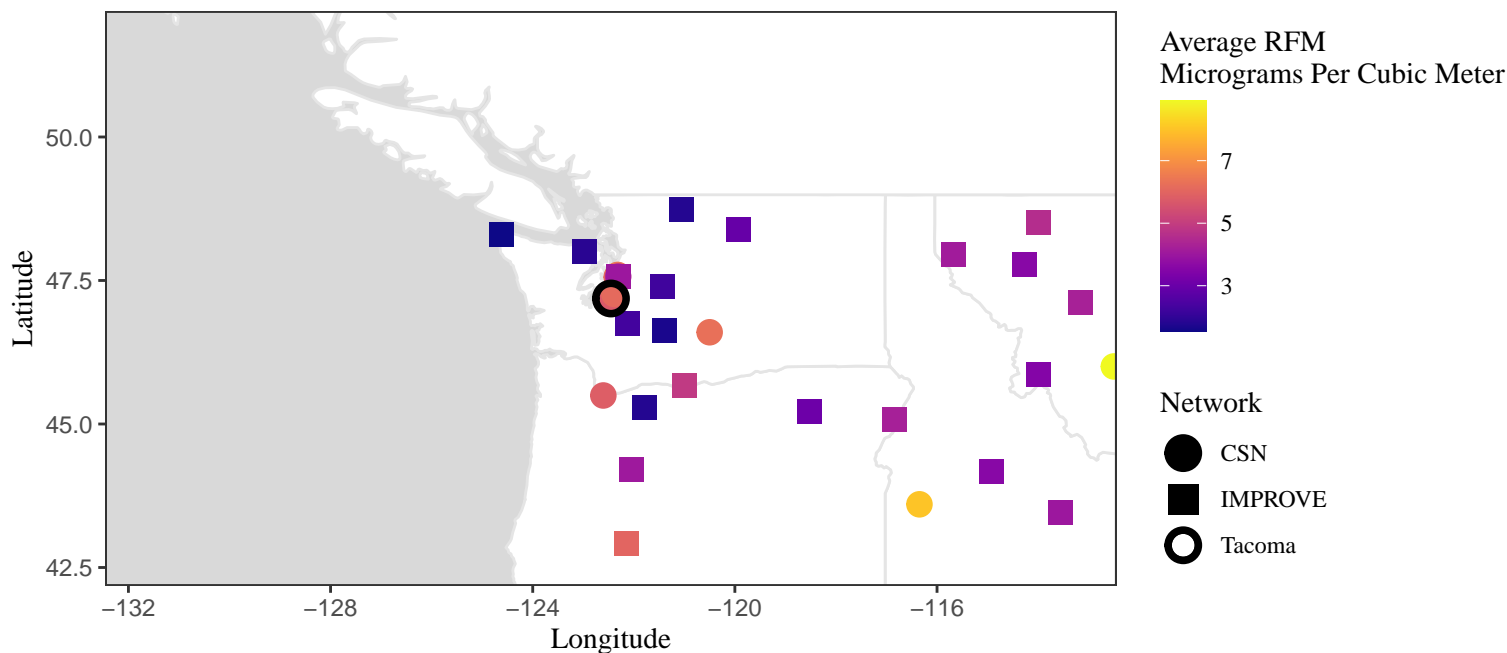 50.0
47.5
45.0
42.5
Latitude
−132
−128
−124
−120
−116
Longitude
Average RFM
Micrograms Per Cubic Meter
7
5
3
Network
CSN
IMPROVE
Tacoma